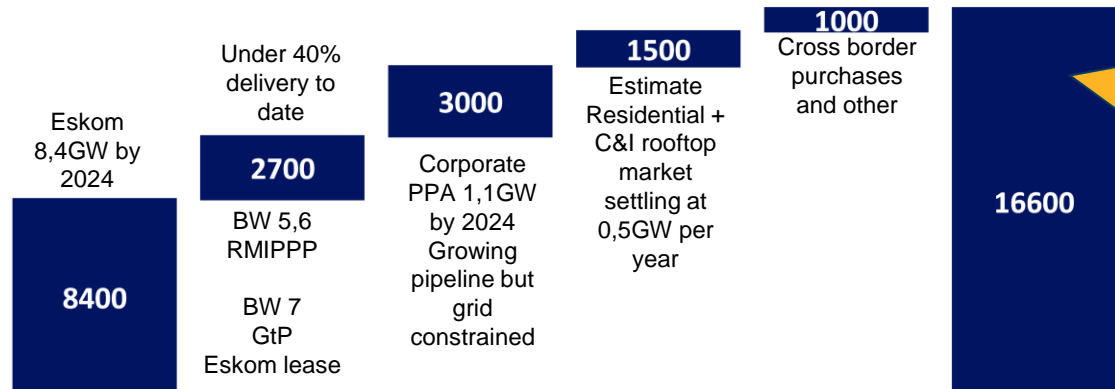 Eskom
8,4GW by
2024
8400
Under 40%
delivery to
date
2700
BW 5,6
RMIPPP
BW 7
GtP
Eskom lease
3000
Corporate
PPA 1,1GW
by 2024
Growing
pipeline but
grid
constrained
1500
Estimate
Residential +
C&I rooftop
market
settling at
0,5GW per
year
1000
Cross border
purchases
and other
16600